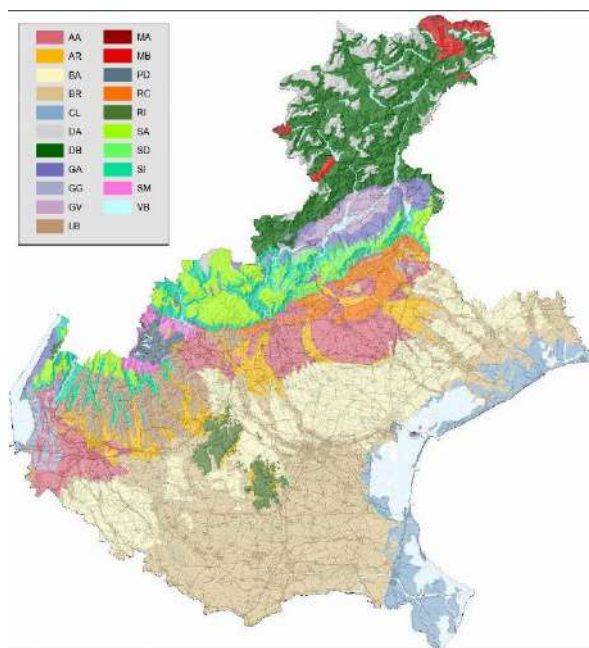 AA MA
AR MB
BA PD
BR RC
CL RI
DA SA
DB SD
GA SI
GG SM
GV VB
LB